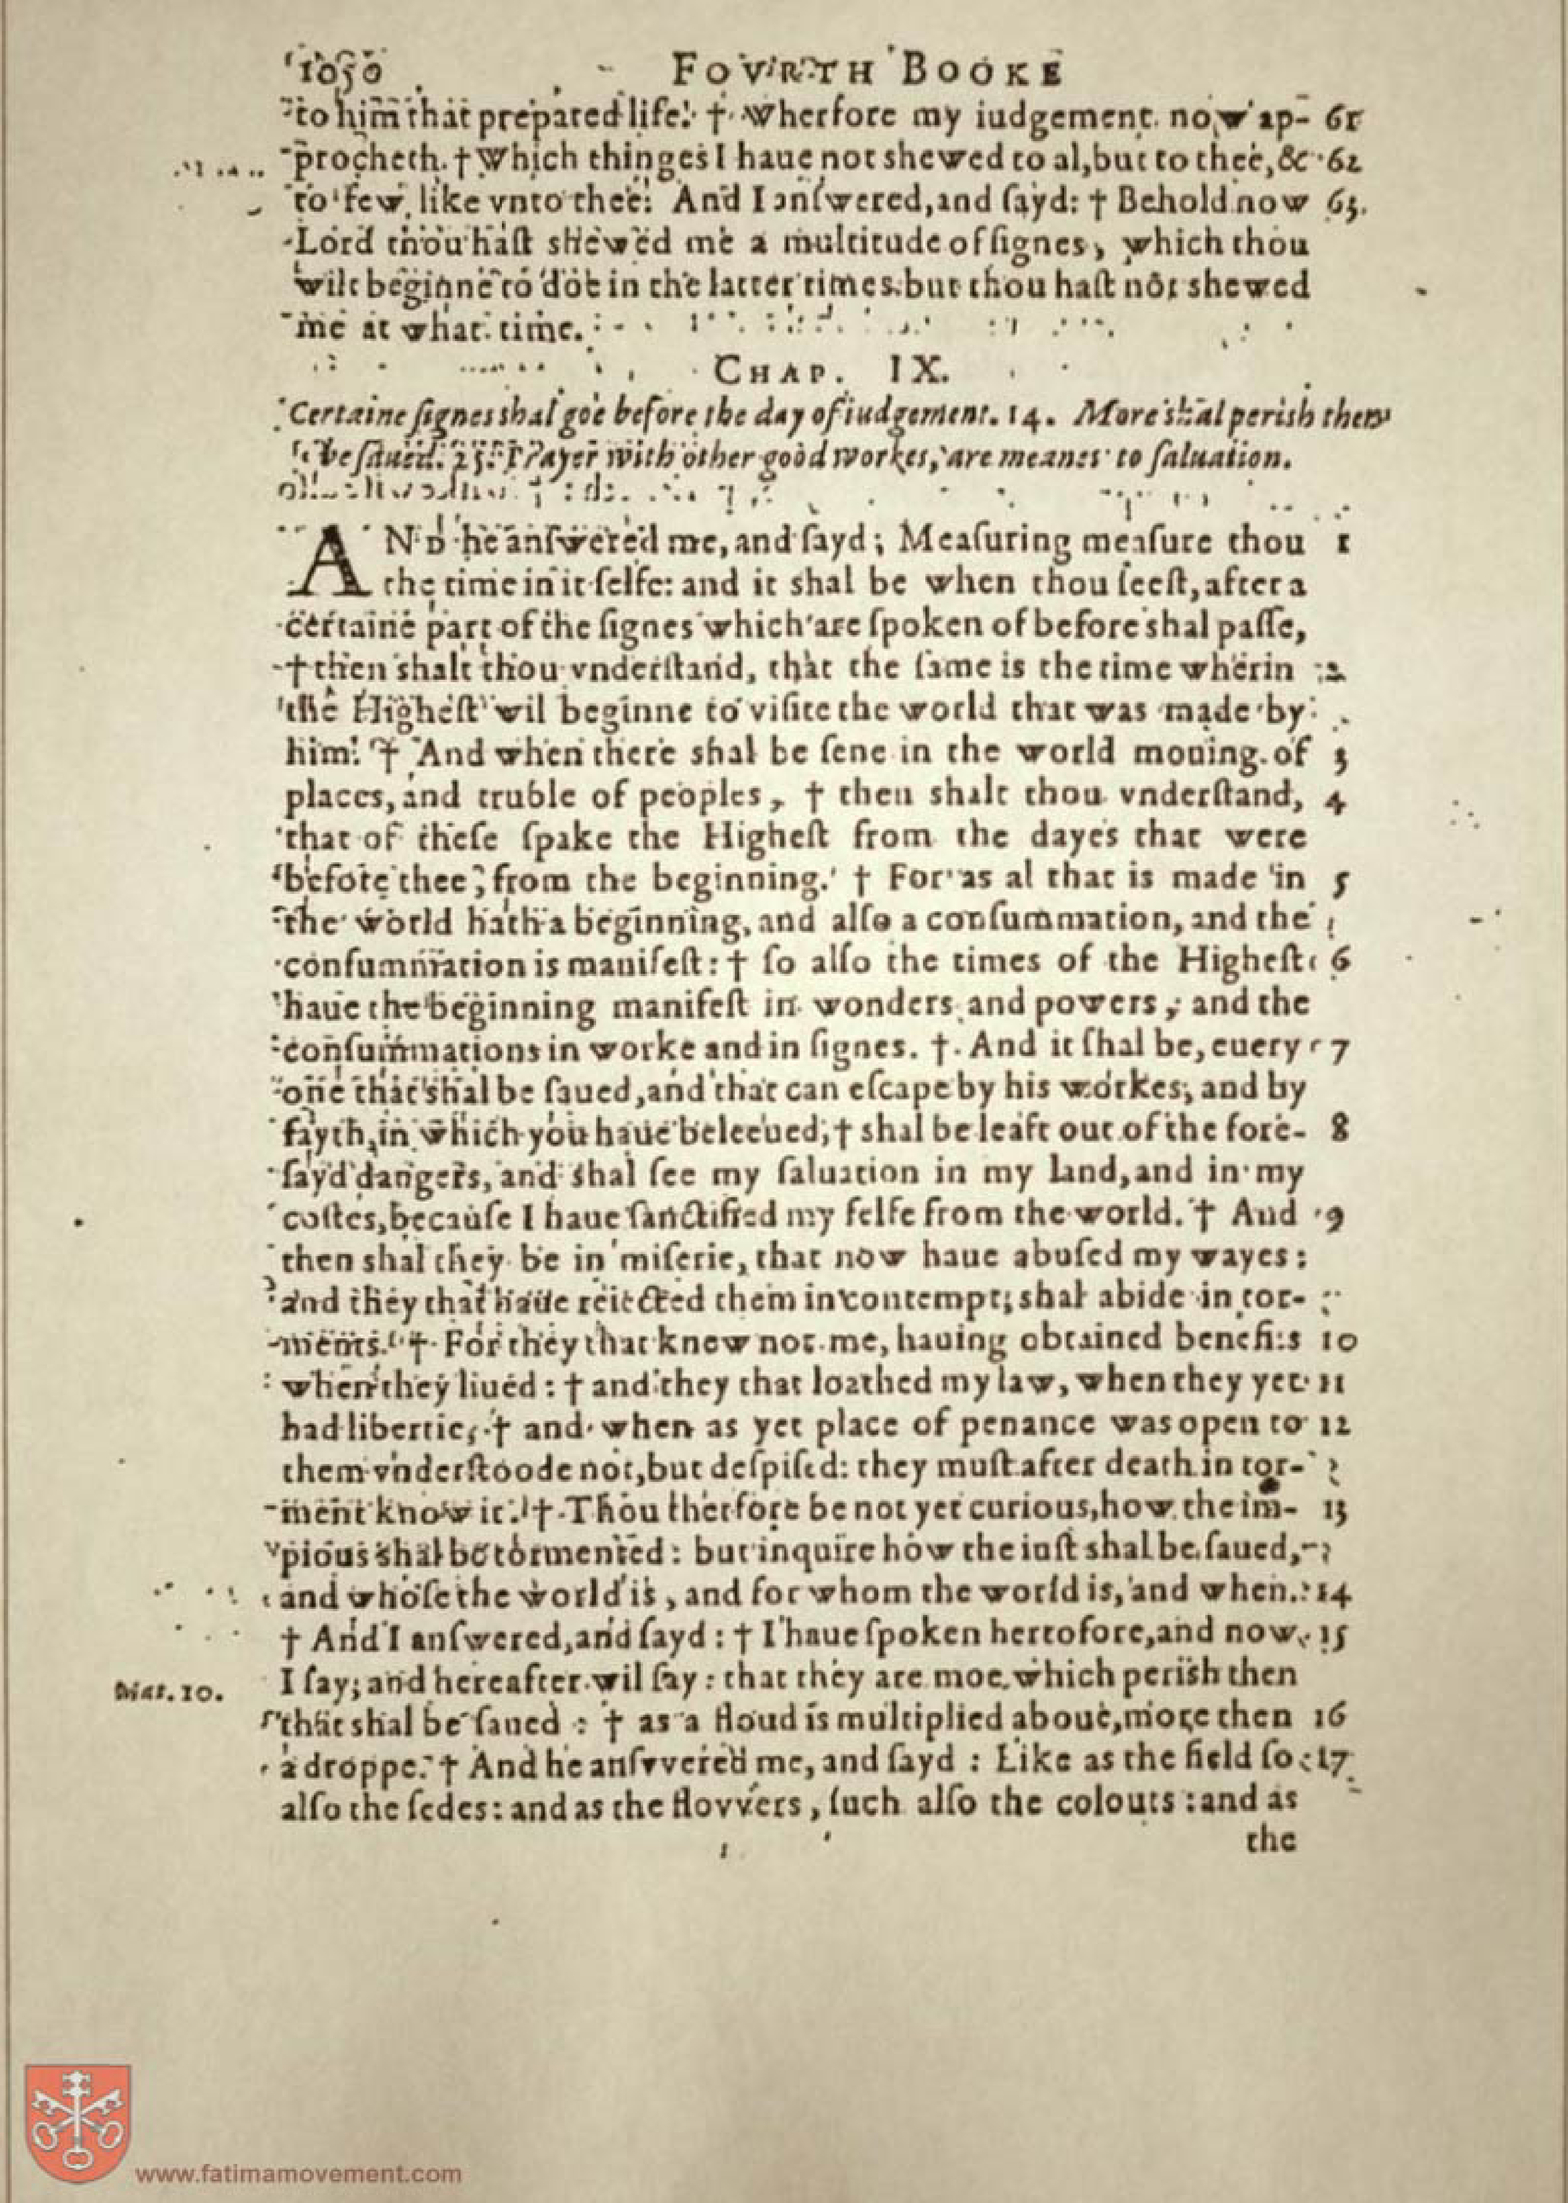 1050 FOVRTH BOOKE
to him that prepared life. † wherfore my iudgement now ap- 61
procheth. † Which thinges I haue not shewed to al, but to thee, &c 62
to few, like vnto thee. And I anſwered, and ſayd: † Behold now 63.
Lord thou haſt shewed me a multitude of ſignes, which thou
wilt beginne to doe in the latter times. but thou haſt not shewed
me at what time.
CHAP. IX.
Certaine ſignes shal goe before the day of iudgement. 14. More shal perish then
be ſaued. 25. Prayer with other good workes, are meanes to ſaluation.
AND he anſwered me, and ſayd; Meaſuring meaſure thou 1
the time in it ſelfe: and it shal be when thou ſeeſt, after a
certaine part of the ſignes which are ſpoken of before shal paſſe,
† then shalt thou vnderſtand, that the ſame is the time wherin 2
the Higheſt wil beginne to viſite the world that was made by
him. † And when there shal be ſene in the world mouing of 3
places, and truble of peoples, † then shalt thou vnderſtand, 4
that of theſe ſpake the Higheſt from the dayes that were
before thee, from the beginning. † For as al that is made in 5
the world hath a beginning, and alſo a conſummation, and the
conſummation is manifeſt: † ſo alſo the times of the Higheſt 6
haue the beginning manifeſt in wonders and powers, and the
conſummations in worke and in ſignes. †. And it ſhal be, euery 7
one that shal be ſaued, and that can eſcape by his workes, and by
fayth, in which you haue beleeued, † shal be leaft out of the fore- 8
ſayd dangers, and shal ſee my ſaluation in my land, and in my
coſtes, becauſe I haue ſanctified my felfe from the world. † And 9
then shal they be in miſerie, that now haue abuſed my wayes:
and they that haue reiected them in contempt, shal abide in tor-
ments. † For they that knew not me, hauing obtained benefits 10
when they liued: † and they that loathed my law, when they yet 11
had libertie, † and when as yet place of penance was open to 12
them vnderſtoode not, but deſpiſed: they muſt after death in tor-
ment know it. † Thou therfore be not yet curious, how the im- 13
pious shal be tormented: but inquire how the iuſt shal be ſaued,
and whoſe the world is, and for whom the world is, and when. 14
† And I anſwered, and ſayd: † I haue ſpoken hertofore, and now 15
I ſay; and hereafter wil ſay: that they are moe which perish then
Mat. 20. that shal be ſaued: † as a floud is multiplied aboue, more then 16
a droppe. † And he anſvvered me, and ſayd: Like as the field ſo 17
alſo the ſedes: and as the flovvers, ſuch alſo the colours: and as
the
www.fatimamovement.com